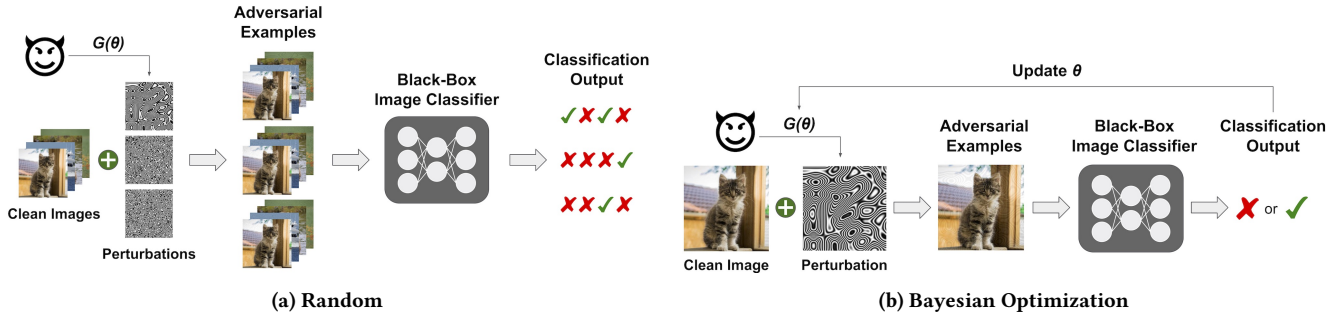 G(θ)
Adversarial
Examples
Black-Box
Image Classifier
Classification
Output
✓✘✓✘
✘✘✘✓
✘✘✓✘
Clean Images
Perturbations
(a) Random
Update θ
G(θ)
Adversarial
Examples
Black-Box
Image Classifier
Classification
Output
✘ or ✓
Clean Image
Perturbation
(b) Bayesian Optimization